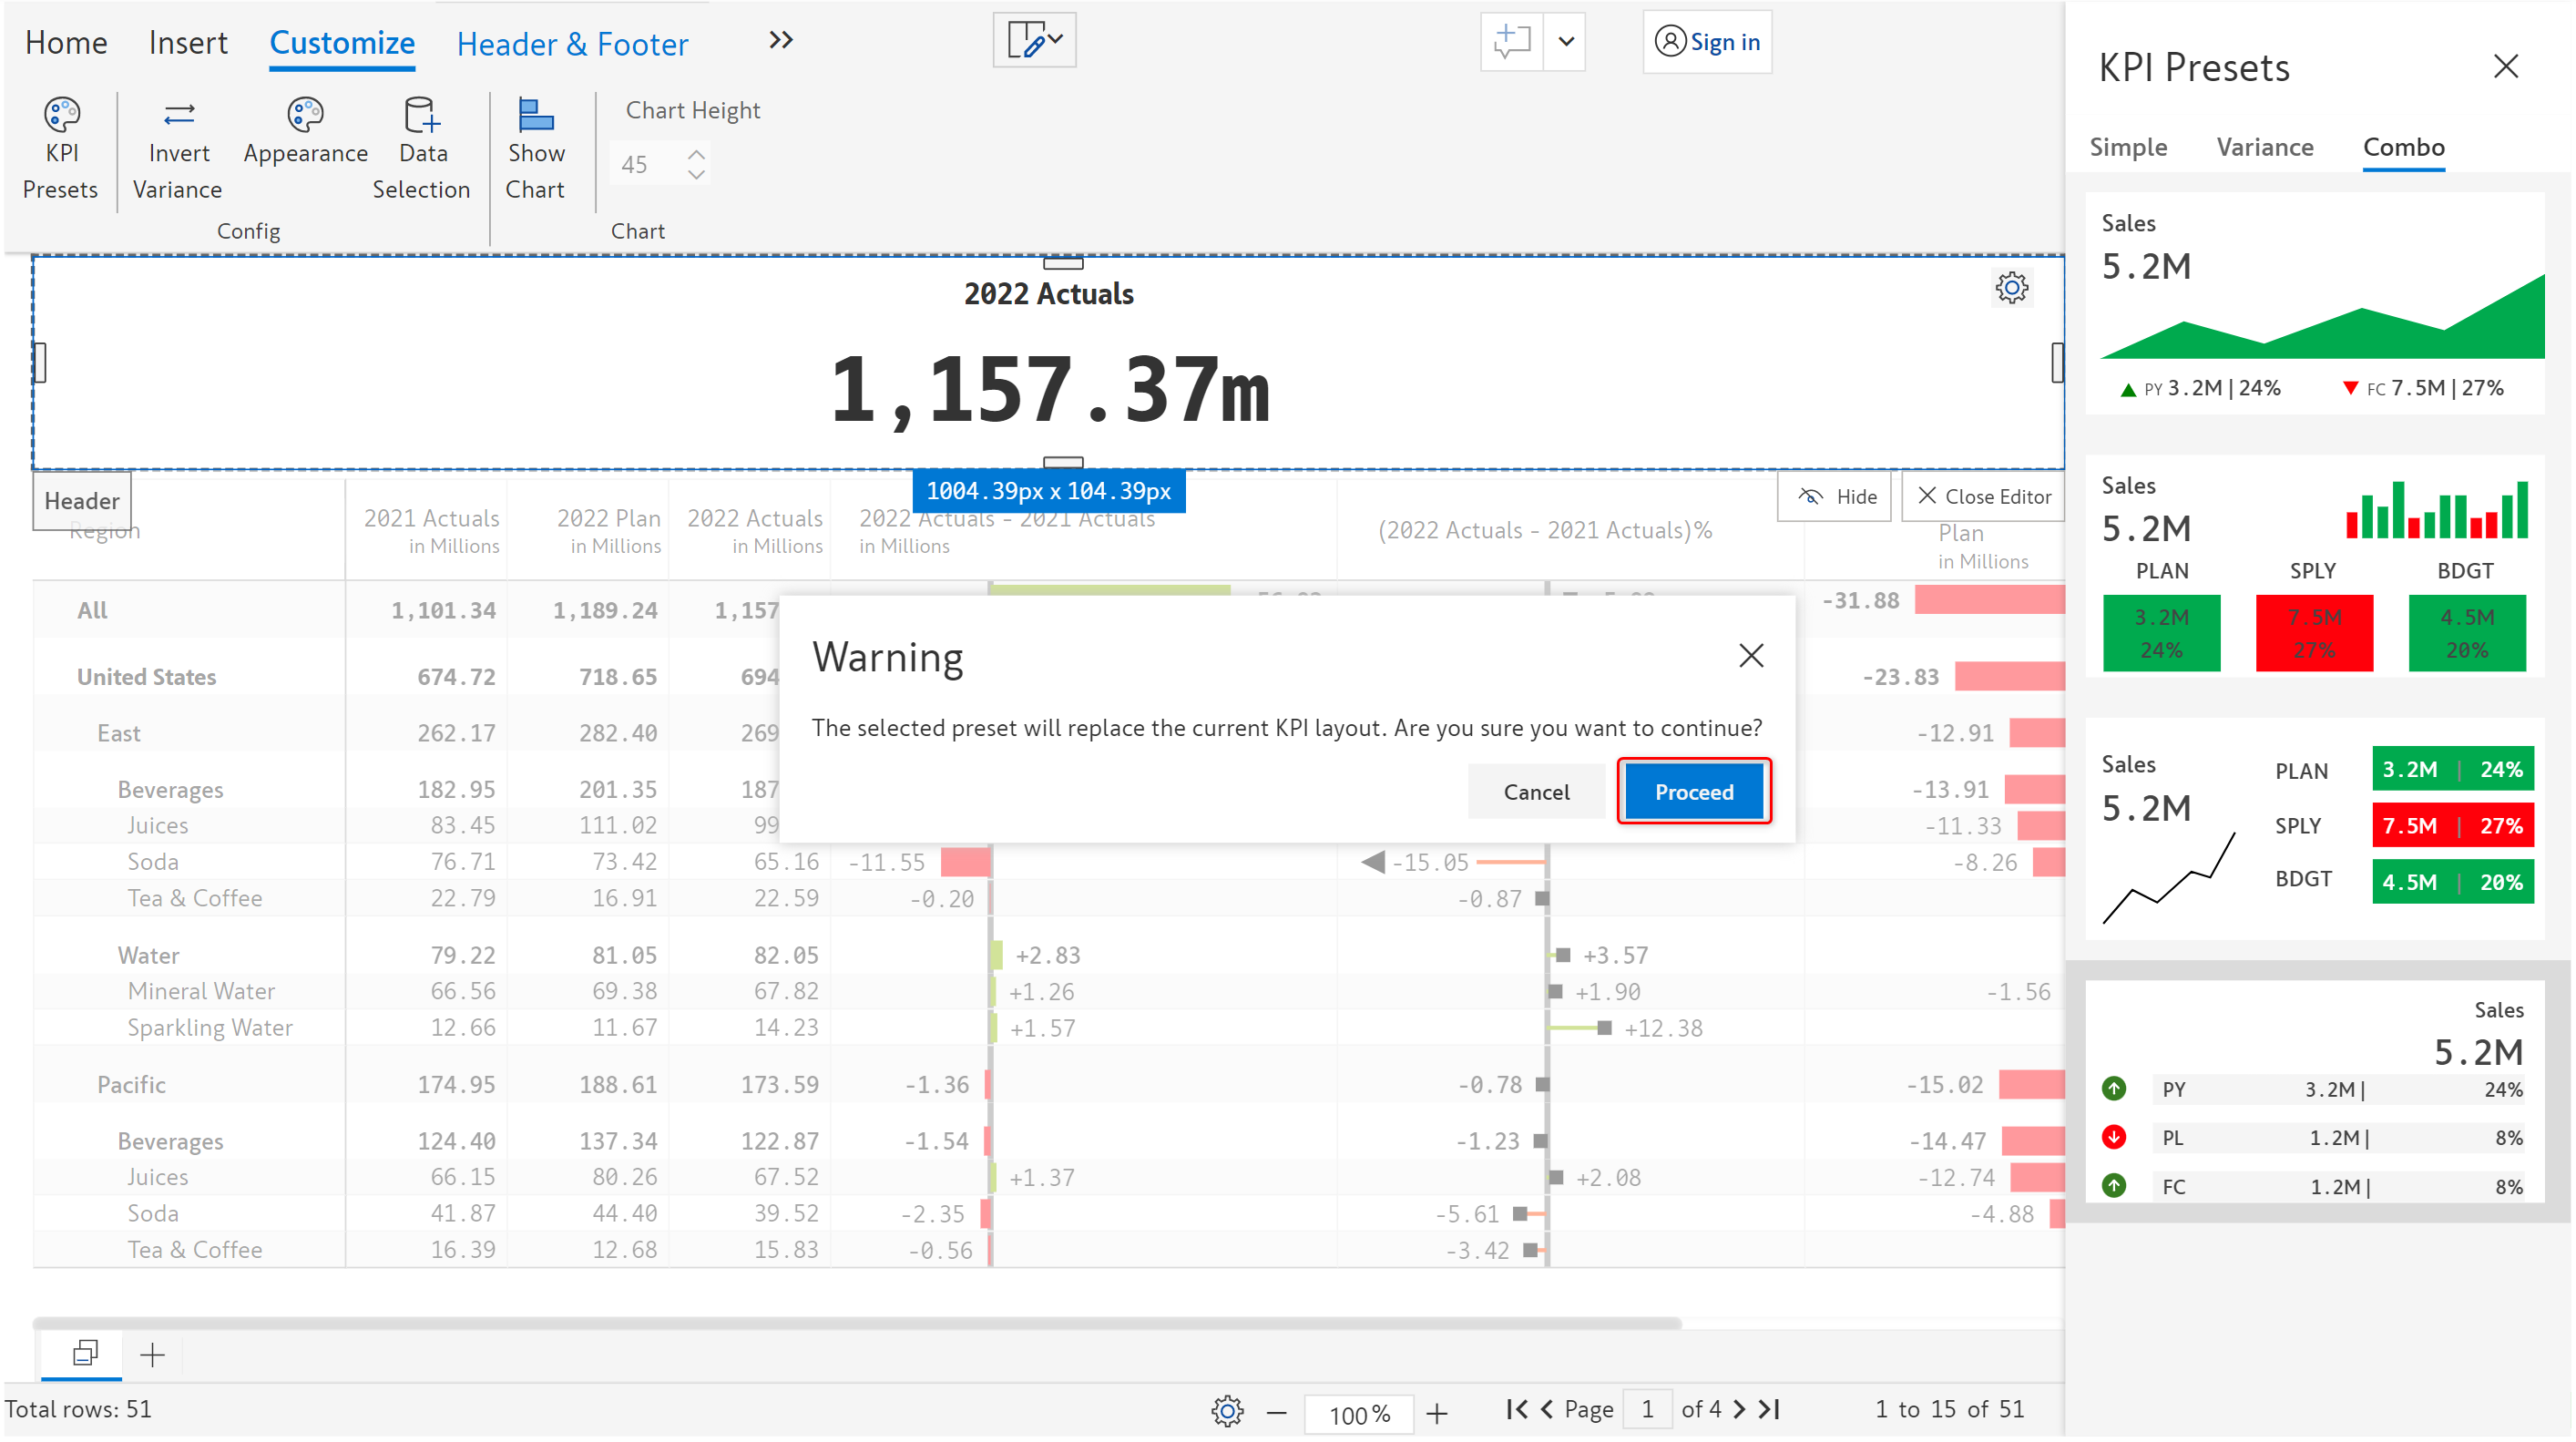 Home Insert Customize Header & Footer Sign in
KPI Presets
Invert Variance
Appearance
Data Selection
Show Chart
Chart Height
45
Config
Chart
2022 Actuals
1,157.37m
1004.39px x 104.39px
Header
Hide
Close Editor
Region
2021 Actuals in Millions
2022 Plan in Millions
2022 Actuals in Millions
2022 Actuals - 2021 Actuals in Millions
(2022 Actuals - 2021 Actuals)%
Plan in Millions
All 1,101.34 1,189.24 1,157 -31.88
United States 674.72 718.65 694 -23.83
East 262.17 282.40 269 -12.91
Beverages 182.95 201.35 187 -13.91
Juices 83.45 111.02 99 -11.33
Soda 76.71 73.42 65.16 -11.55 -15.05 -8.26
Tea & Coffee 22.79 16.91 22.59 -0.20 -0.87
Water 79.22 81.05 82.05 +2.83 +3.57
Mineral Water 66.56 69.38 67.82 +1.26 +1.90 -1.56
Sparkling Water 12.66 11.67 14.23 +1.57 +12.38
Pacific 174.95 188.61 173.59 -1.36 -0.78 -15.02
Beverages 124.40 137.34 122.87 -1.54 -1.23 -14.47
Juices 66.15 80.26 67.52 +1.37 +2.08 -12.74
Soda 41.87 44.40 39.52 -2.35 -5.61 -4.88
Tea & Coffee 16.39 12.68 15.83 -0.56 -3.42
Warning
The selected preset will replace the current KPI layout. Are you sure you want to continue?
Cancel Proceed
Total rows: 51
100%
Page 1 of 4
1 to 15 of 51
KPI Presets
Simple Variance Combo
Sales
5.2M
PY 3.2M | 24% FC 7.5M | 27%
Sales
5.2M
PLAN SPLY BDGT
3.2M 7.5M 4.5M
24% 27% 20%
Sales
5.2M
PLAN 3.2M | 24%
SPLY 7.5M | 27%
BDGT 4.5M | 20%
Sales
5.2M
PY 3.2M | 24%
PL 1.2M | 8%
FC 1.2M | 8%